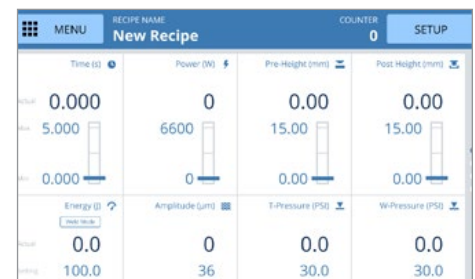 MENU
RECIPE NAME
New Recipe
COUNTER
0
SETUP
Time (s)
Power (W)
Pre-Height (mm)
Post Height (mm)
Actual
0.000
0
0.00
0.00
Max
5.000
6600
15.00
15.00
Min
0.000
0
0.00
0.00
Energy (J)
Amplitude (µm)
T-Pressure (PSI)
W-Pressure (PSI)
Weld Mode
Actual
0.0
0
0.0
0.0
100.0
36
30.0
30.0